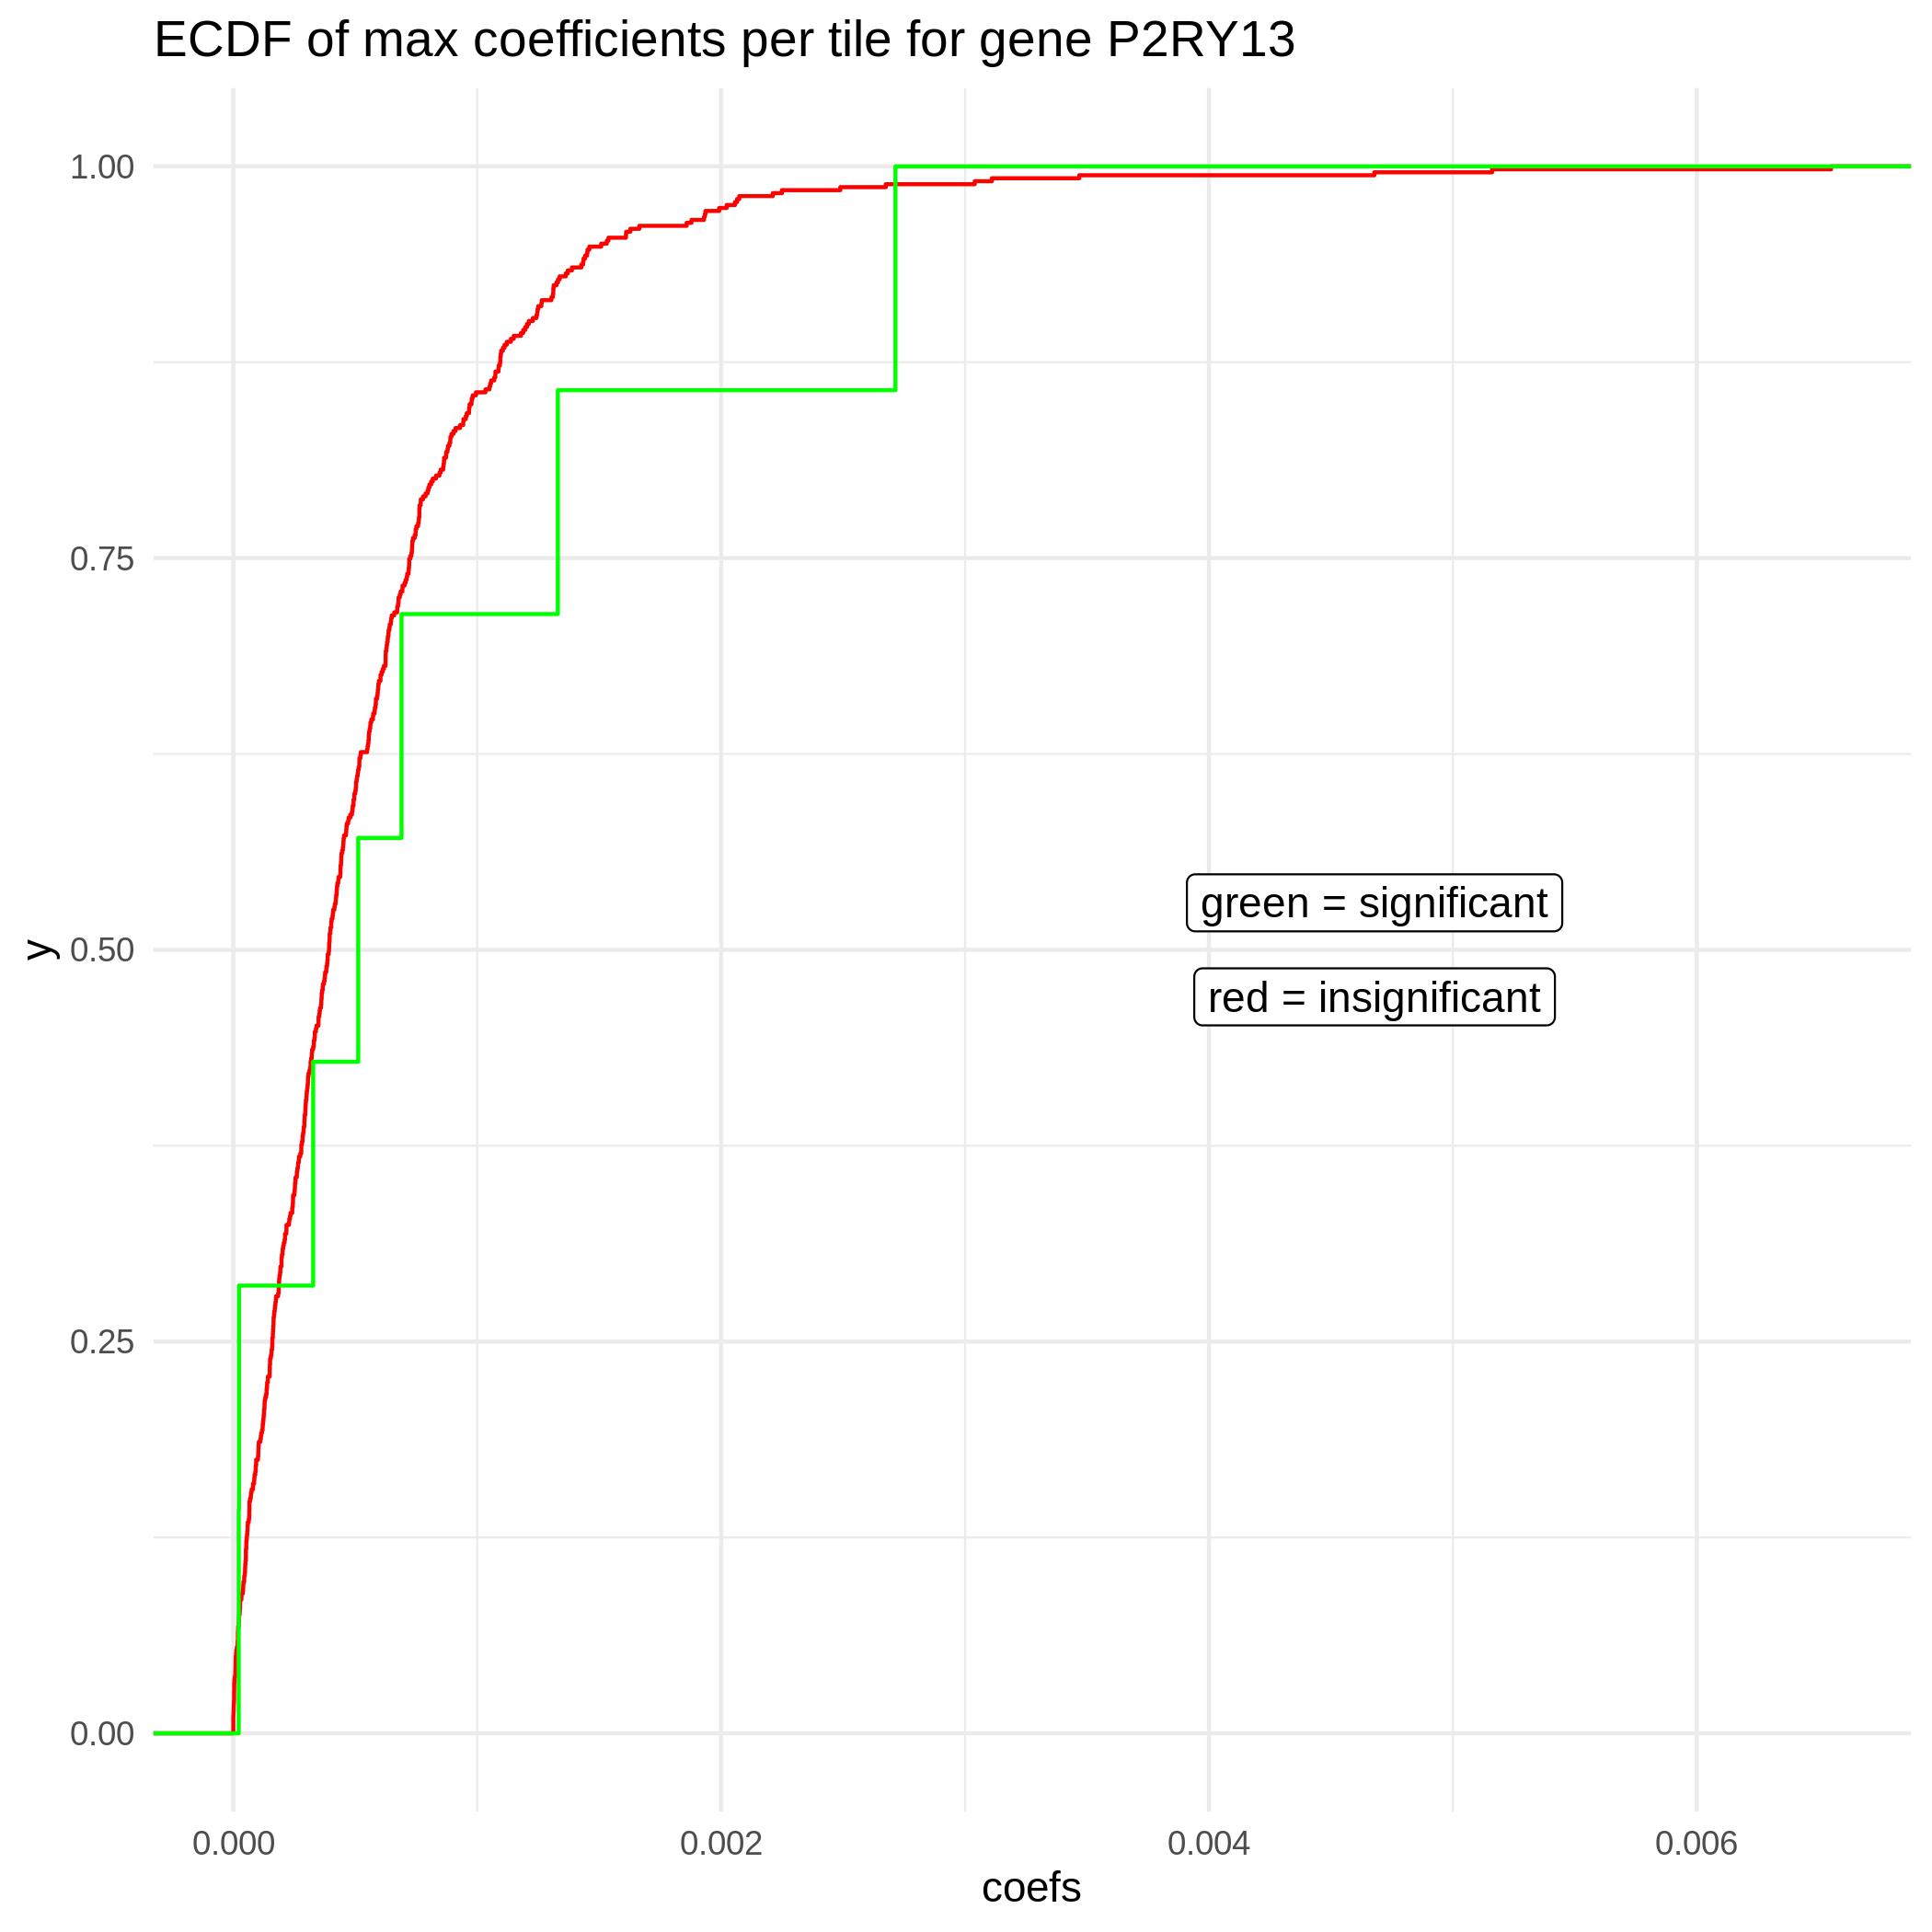 ECDF of max coefficients per tile for gene P2RY13
1.00
0.75
0.50
0.25
0.00
y
green = significant
red = insignificant
0.000 0.002 0.004 0.006
coefs